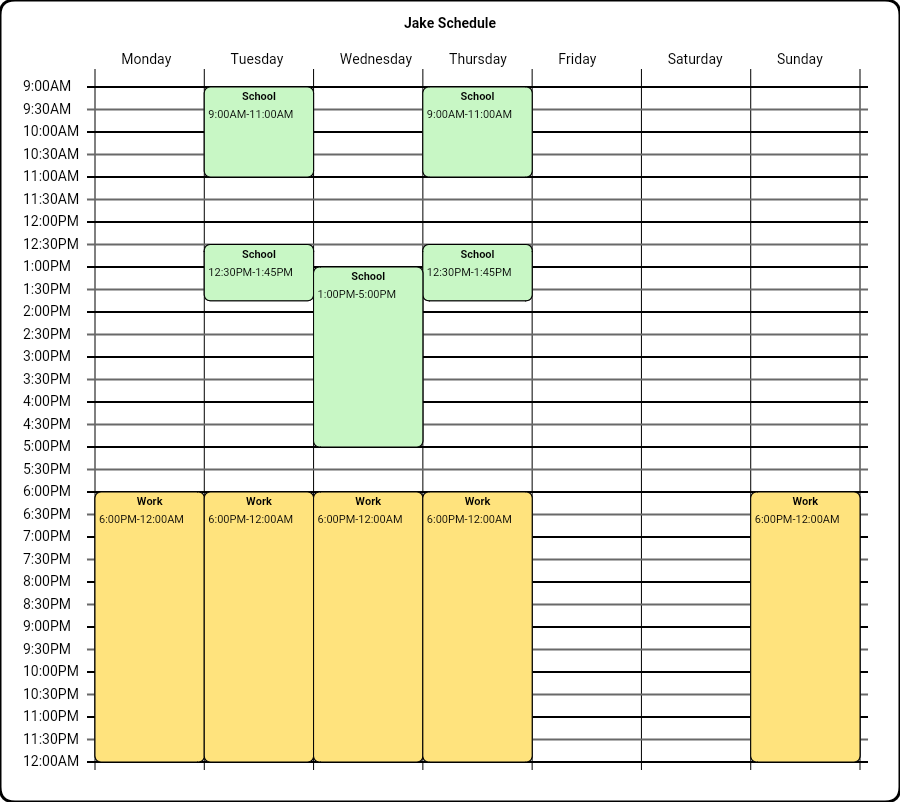 Jake Schedule
Monday Tuesday Wednesday Thursday Friday Saturday Sunday
9:00AM
School School
9:30AM 9:00AM-11:00AM 9:00AM-11:00AM
10:00AM
10:30AM
11:00AM
11:30AM
12:00PM
12:30PM
School School
1:00PM 12:30PM-1:45PM 12:30PM-1:45PM
School
1:30PM 1:00PM-5:00PM
2:00PM
2:30PM
3:00PM
3:30PM
4:00PM
4:30PM
5:00PM
5:30PM
6:00PM
Work Work Work Work Work
6:30PM 6:00PM-12:00AM 6:00PM-12:00AM 6:00PM-12:00AM 6:00PM-12:00AM 6:00PM-12:00AM
7:00PM
7:30PM
8:00PM
8:30PM
9:00PM
9:30PM
10:00PM
10:30PM
11:00PM
11:30PM
12:00AM